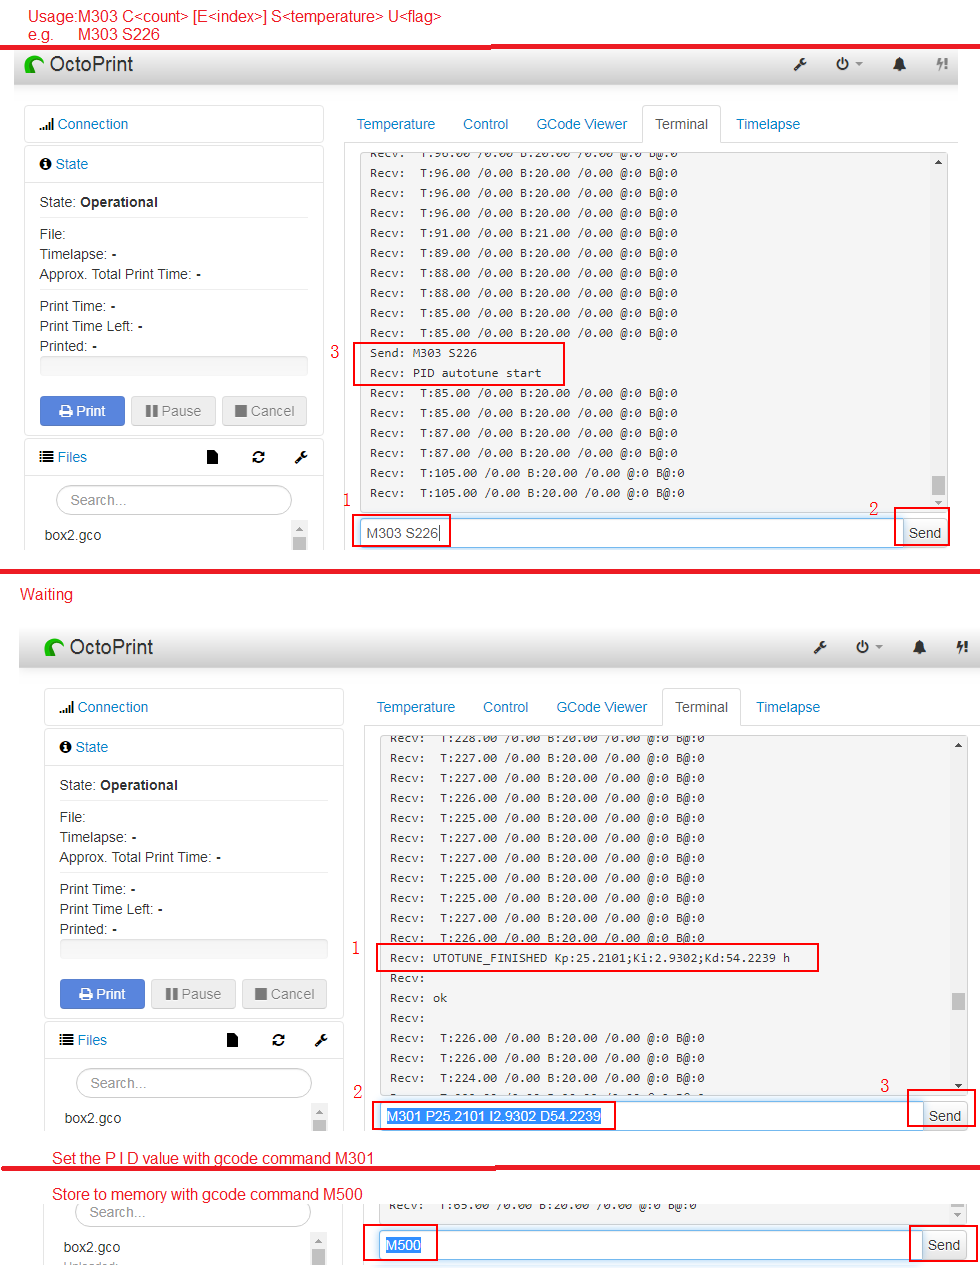 Usage:M303 C<count> [E<index>] S<temperature> U<flag>
e.g. M303 S226
OctoPrint
Connection
State
State: Operational
File:
Timelapse: -
Approx. Total Print Time: -
Print Time: -
Print Time Left: -
Printed: -
Print Pause Cancel
Files
Search...
box2.gco
Temperature Control GCode Viewer Terminal Timelapse
Recv: T:96.00 /0.00 B:20.00 /0.00 @:0 B@:0
Recv: T:96.00 /0.00 B:20.00 /0.00 @:0 B@:0
Recv: T:96.00 /0.00 B:20.00 /0.00 @:0 B@:0
Recv: T:96.00 /0.00 B:20.00 /0.00 @:0 B@:0
Recv: T:91.00 /0.00 B:21.00 /0.00 @:0 B@:0
Recv: T:89.00 /0.00 B:20.00 /0.00 @:0 B@:0
Recv: T:88.00 /0.00 B:20.00 /0.00 @:0 B@:0
Recv: T:88.00 /0.00 B:20.00 /0.00 @:0 B@:0
Recv: T:85.00 /0.00 B:20.00 /0.00 @:0 B@:0
Recv: T:85.00 /0.00 B:20.00 /0.00 @:0 B@:0
3
Send: M303 S226
Recv: PID autotune start
Recv: T:85.00 /0.00 B:20.00 /0.00 @:0 B@:0
Recv: T:85.00 /0.00 B:20.00 /0.00 @:0 B@:0
Recv: T:87.00 /0.00 B:20.00 /0.00 @:0 B@:0
Recv: T:87.00 /0.00 B:20.00 /0.00 @:0 B@:0
Recv: T:105.00 /0.00 B:20.00 /0.00 @:0 B@:0
Recv: T:105.00 /0.00 B:20.00 /0.00 @:0 B@:0
1
2
M303 S226
Send
Waiting
OctoPrint
Connection
State
State: Operational
File:
Timelapse: -
Approx. Total Print Time: -
Print Time: -
Print Time Left: -
Printed: -
Print Pause Cancel
Files
Search...
box2.gco
Temperature Control GCode Viewer Terminal Timelapse
Recv: T:228.00 /0.00 B:20.00 /0.00 @:0 B@:0
Recv: T:227.00 /0.00 B:20.00 /0.00 @:0 B@:0
Recv: T:227.00 /0.00 B:20.00 /0.00 @:0 B@:0
Recv: T:226.00 /0.00 B:20.00 /0.00 @:0 B@:0
Recv: T:225.00 /0.00 B:20.00 /0.00 @:0 B@:0
Recv: T:227.00 /0.00 B:20.00 /0.00 @:0 B@:0
Recv: T:227.00 /0.00 B:20.00 /0.00 @:0 B@:0
Recv: T:225.00 /0.00 B:20.00 /0.00 @:0 B@:0
Recv: T:225.00 /0.00 B:20.00 /0.00 @:0 B@:0
Recv: T:227.00 /0.00 B:20.00 /0.00 @:0 B@:0
Recv: T:226.00 /0.00 B:20.00 /0.00 @:0 B@:0
1
Recv: UTOTUNE_FINISHED Kp:25.2101;Ki:2.9302;Kd:54.2239 h
Recv:
Recv: ok
Recv:
Recv: T:226.00 /0.00 B:20.00 /0.00 @:0 B@:0
Recv: T:226.00 /0.00 B:20.00 /0.00 @:0 B@:0
Recv: T:224.00 /0.00 B:20.00 /0.00 @:0 B@:0
2
3
M301 P25.2101 I2.9302 D54.2239
Send
Set the P I D value with gcode command M301
Store to memory with gcode command M500
Search...
box2.gco
Recv: T:65.00 /0.00 B:20.00 /0.00 @:0 B@:0
M500
Send